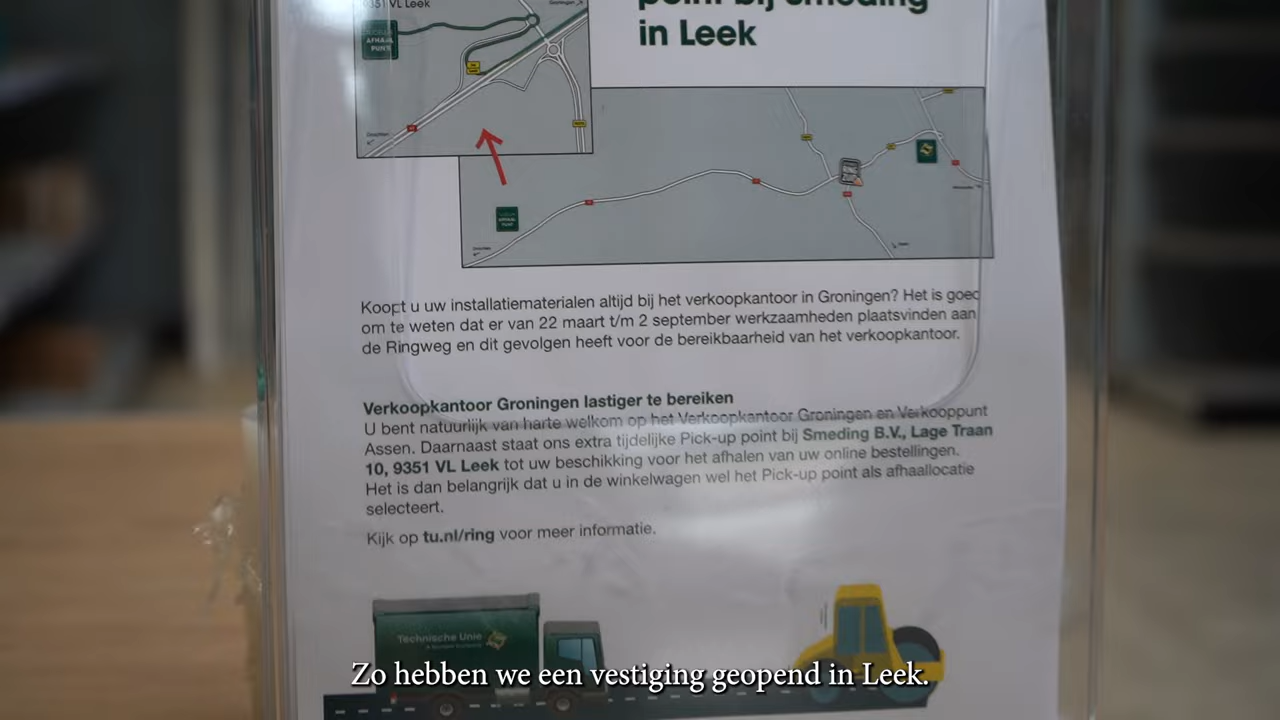 9351 VL Leek
AFHAAL
PUNT
point bij Smeding
in Leek
Koopt u uw installatiematerialen altijd bij het verkoopkantoor in Groningen? Het is goed
om te weten dat er van 22 maart t/m 2 september werkzaamheden plaatsvinden aan
de Ringweg en dit gevolgen heeft voor de bereikbaarheid van het verkoopkantoor.
Verkoopkantoor Groningen lastiger te bereiken
U bent natuurlijk van harte welkom op het Verkoopkantoor Groningen en Verkooppunt
Assen. Daarnaast staat ons extra tijdelijke Pick-up point bij Smeding B.V., Lage Traan
10, 9351 VL Leek tot uw beschikking voor het afhalen van uw online bestellingen.
Het is dan belangrijk dat u in de winkelwagen wel het Pick-up point als afhaallocatie
selecteert.
Kijk op tu.nl/ring voor meer informatie.
Technische Unie
Zo hebben we een vestiging geopend in Leek.